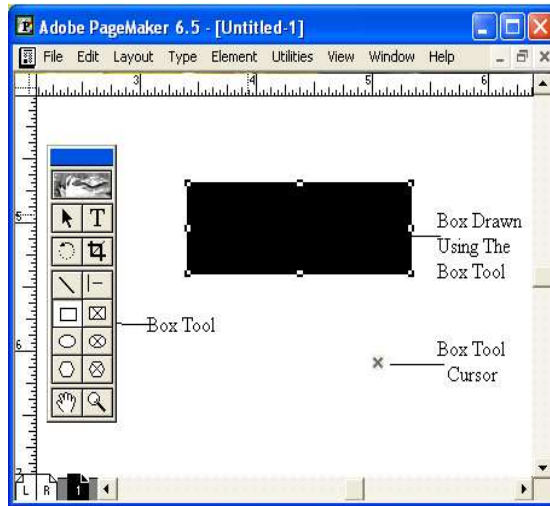 Adobe PageMaker 6.5 - [Untitled-1]
File Edit Layout Type Element Utilities View Window Help
3 4 5 6
5
6
7
T
Box Drawn
Using The
Box Tool
Box Tool
Box Tool
Cursor
L R 1